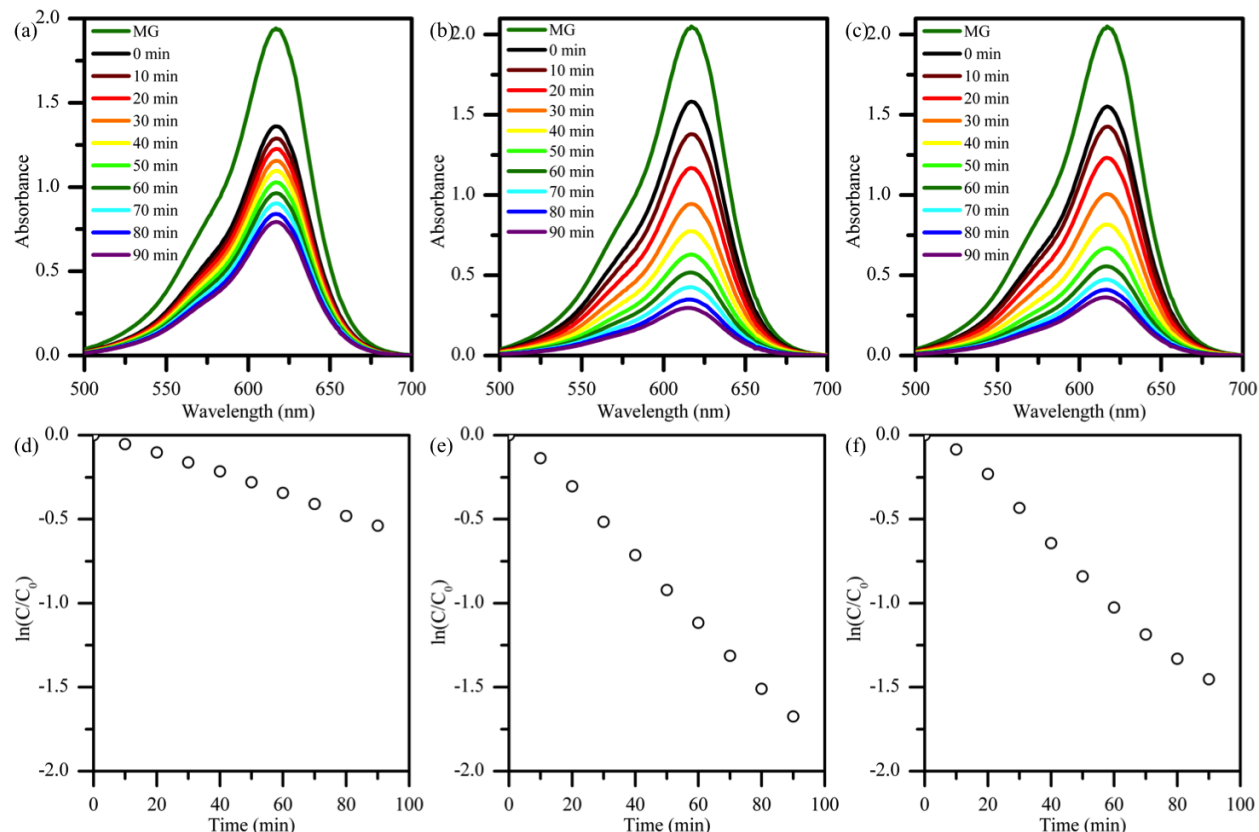 (a)
2.0
1.5
1.0
0.5
0.0
Absorbance
MG
0 min
10 min
20 min
30 min
40 min
50 min
60 min
70 min
80 min
90 min
500 550 600 650 700
Wavelength (nm)
(b)
2.0
1.5
1.0
0.5
0.0
Absorbance
MG
0 min
10 min
20 min
30 min
40 min
50 min
60 min
70 min
80 min
90 min
500 550 600 650 700
Wavelength (nm)
(c)
2.0
1.5
1.0
0.5
0.0
Absorbance
MG
0 min
10 min
20 min
30 min
40 min
50 min
60 min
70 min
80 min
90 min
500 550 600 650 700
Wavelength (nm)
(d)
0.0
-0.5
-1.0
-1.5
-2.0
ln(C/C₀)
0 20 40 60 80 100
Time (min)
(e)
0.0
-0.5
-1.0
-1.5
-2.0
ln(C/C₀)
0 20 40 60 80 100
Time (min)
(f)
0.0
-0.5
-1.0
-1.5
-2.0
ln(C/C₀)
0 20 40 60 80 100
Time (min)